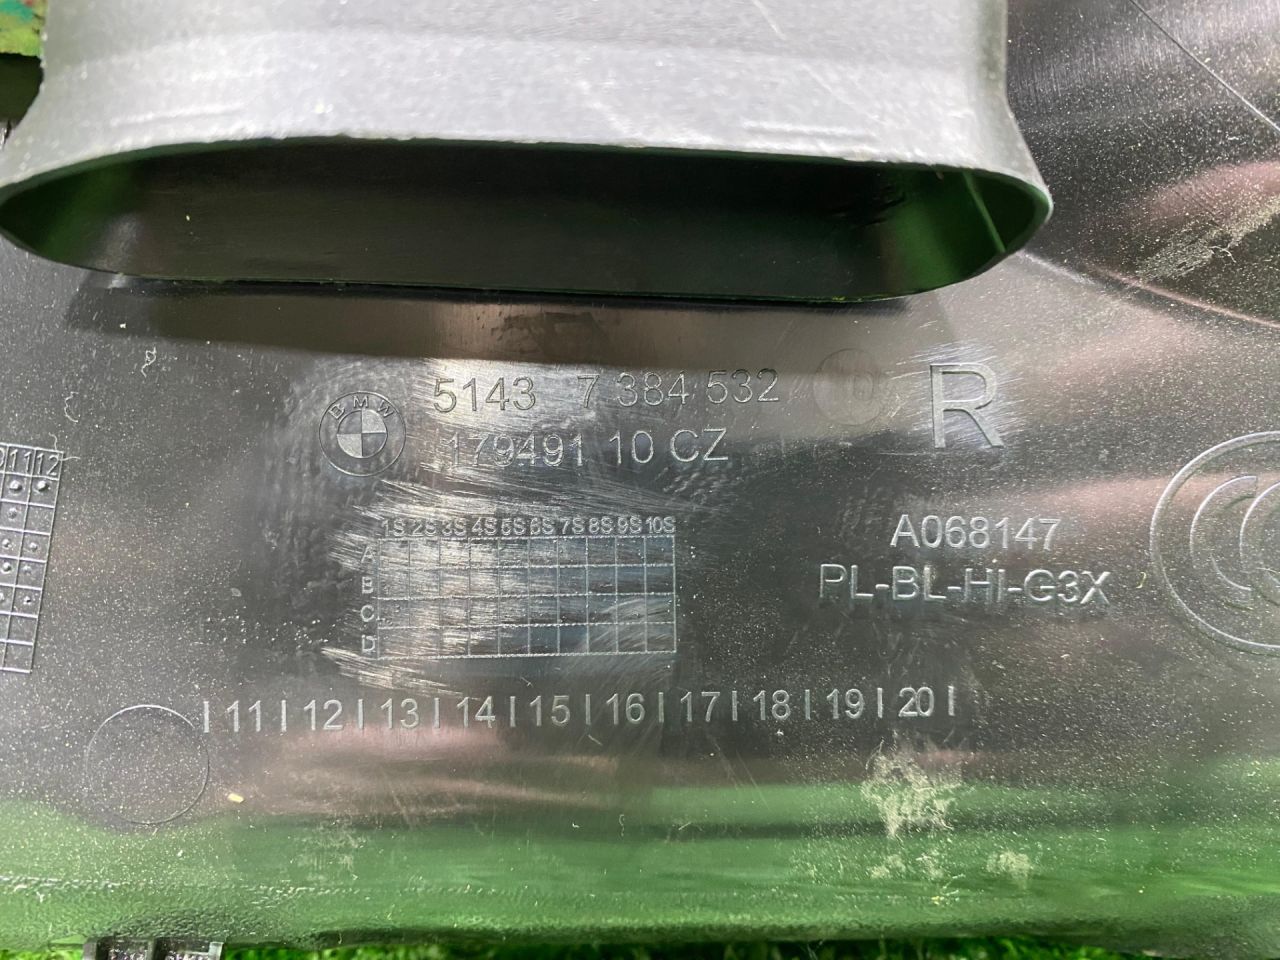 BMW
5143 7 384 532 10 R
179491 10 CZ
11 12
1S 2S 3S 4S 5S 6S 7S 8S 9S 10S
A
B
C
D
A068147
PL-BL-HI-G3X
| 11 | 12 | 13 | 14 | 15 | 16 | 17 | 18 | 19 | 20 |